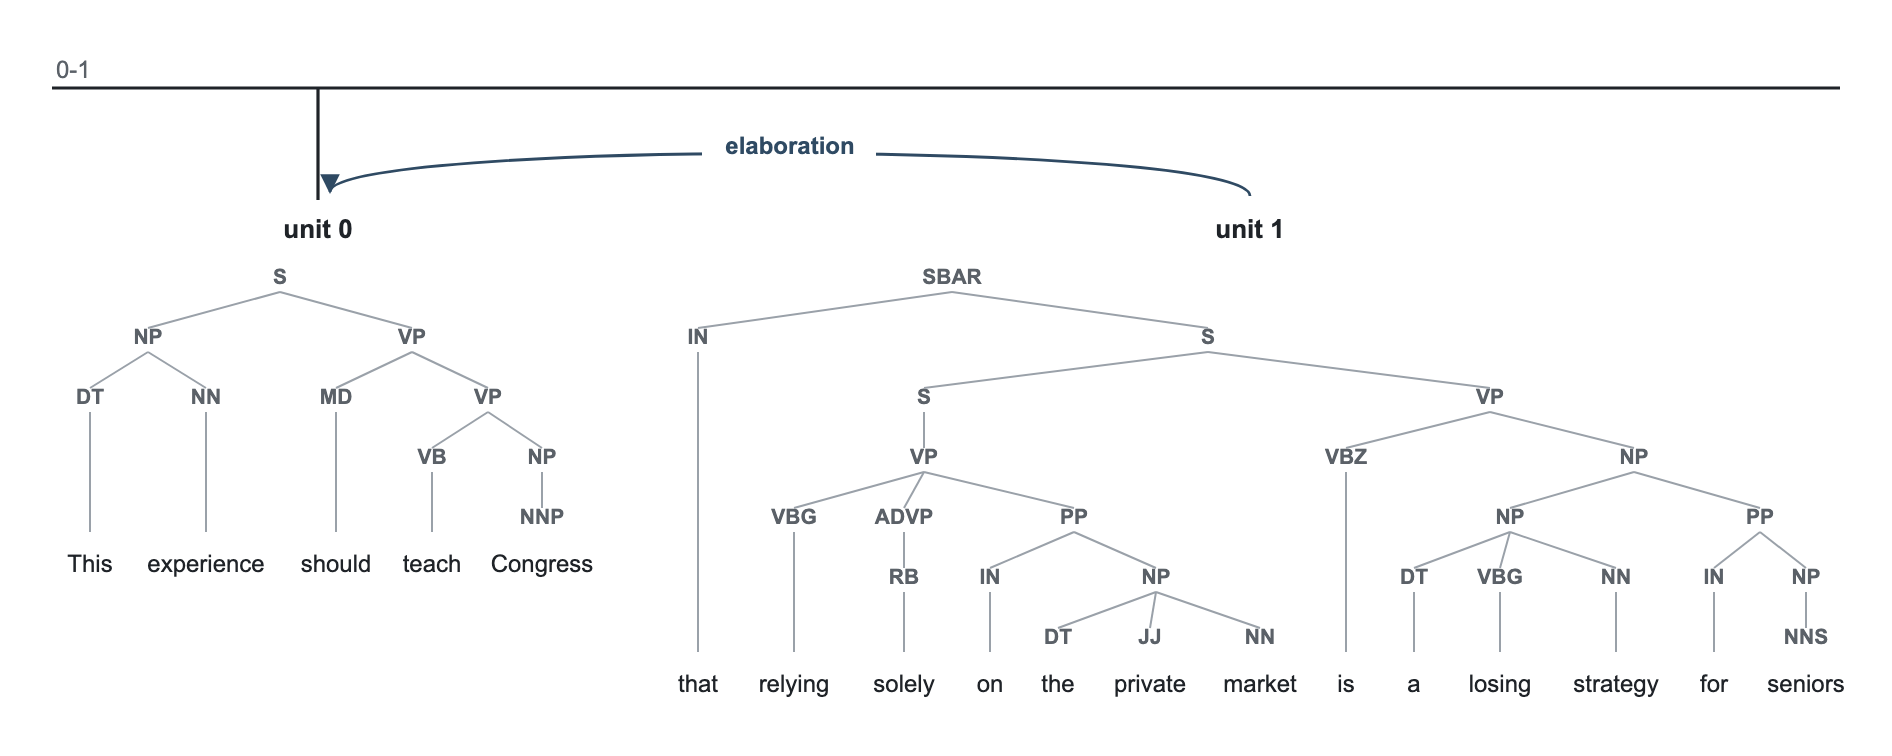 0-1
elaboration
unit 0 unit 1
S SBAR
NP VP IN S
DT NN MD VP S VP
VB NP VP VBZ NP
NNP VBG ADVP PP NP PP
This experience should teach Congress
RB IN NP DT VBG NN IN NP
DT JJ NN NNS
that relying solely on the private market is a losing strategy for seniors